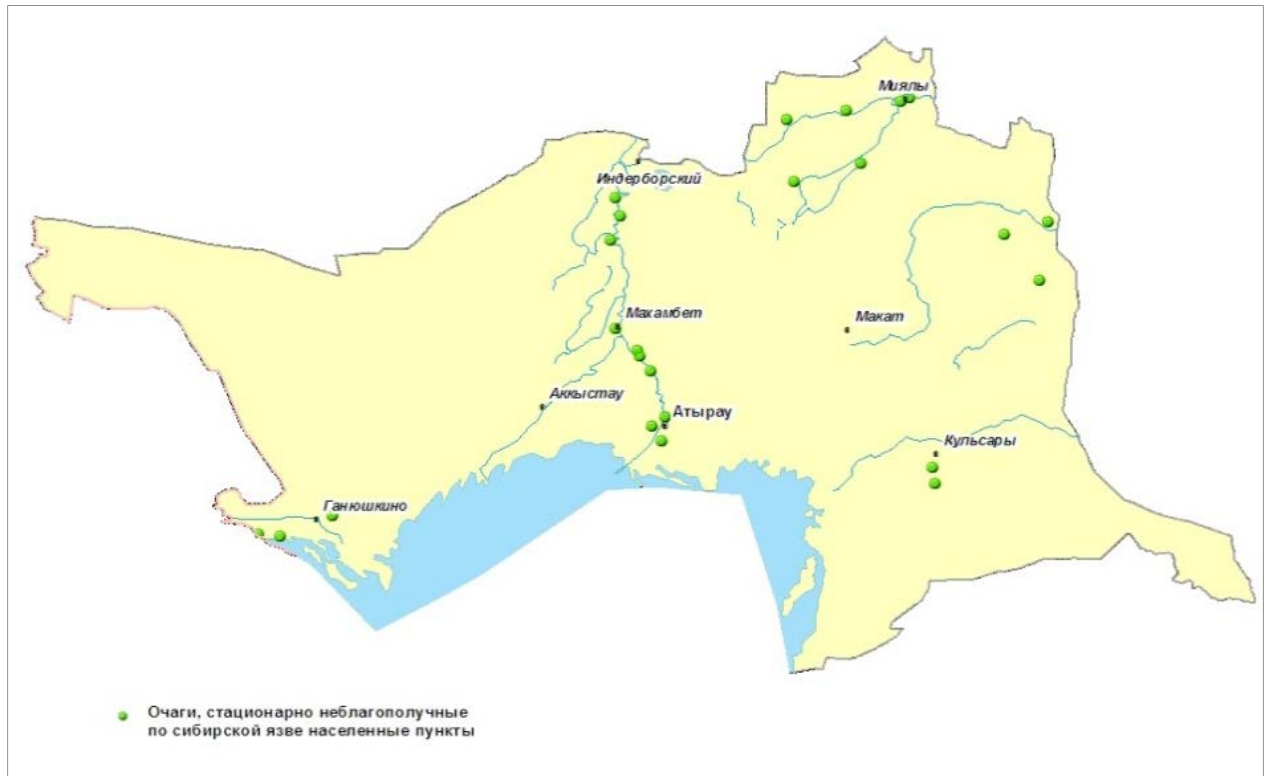 Миялы
Индерборский
Махамбет
Макат
Аккыстау
Атырау
Кульсары
Ганюшкино
Очаги, стационарно неблагополучные
по сибирской язве населенные пункты